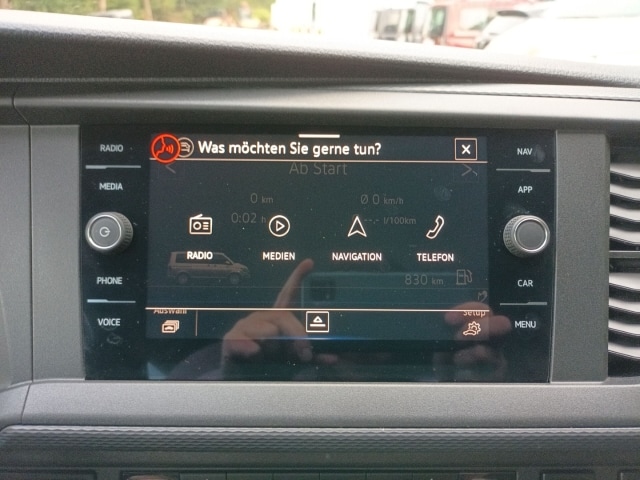 RADIO
MEDIA
PHONE
VOICE
Was möchten Sie gerne tun?
Ab Start
0 km
Ø 0 km/h
0:02 h
--.- l/100km
RADIO
MEDIEN
NAVIGATION
TELEFON
830 km
Auswahl
Setup
NAV
APP
CAR
MENU